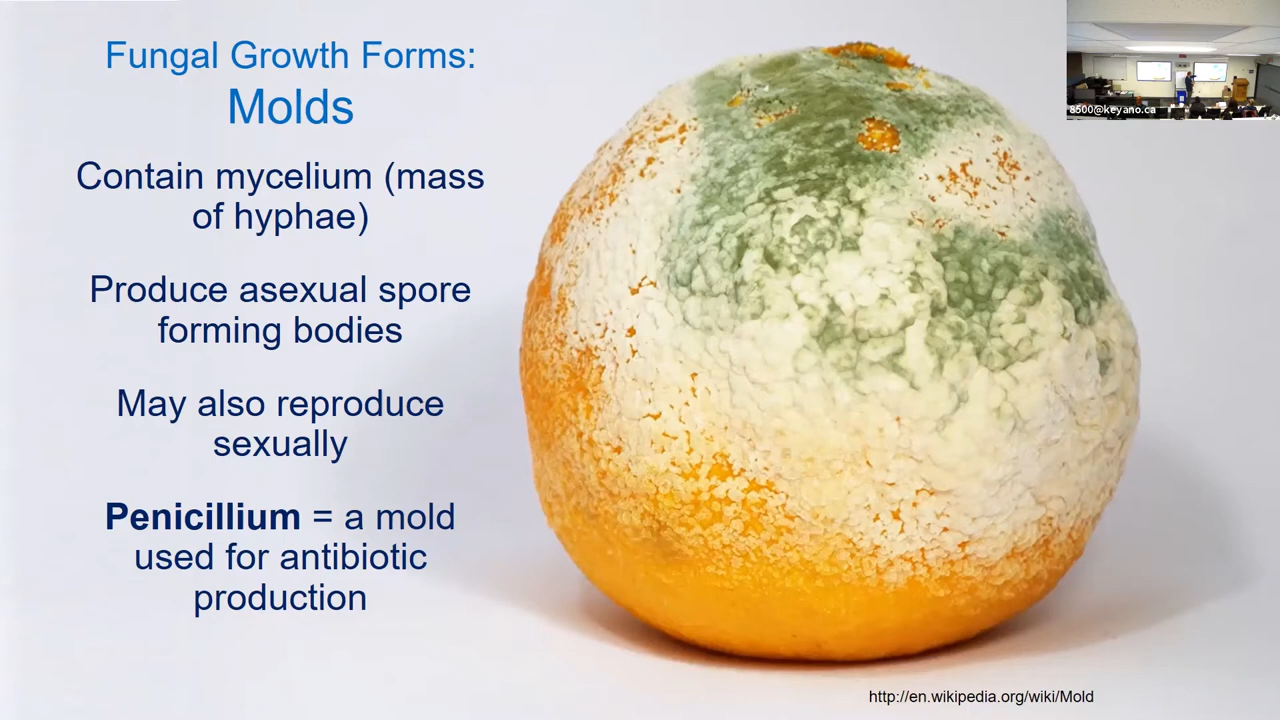 Fungal Growth Forms:
Molds
Contain mycelium (mass
of hyphae)
Produce asexual spore
forming bodies
May also reproduce
sexually
Penicillium = a mold
used for antibiotic
production
8500@keyano.ca
http://en.wikipedia.org/wiki/Mold